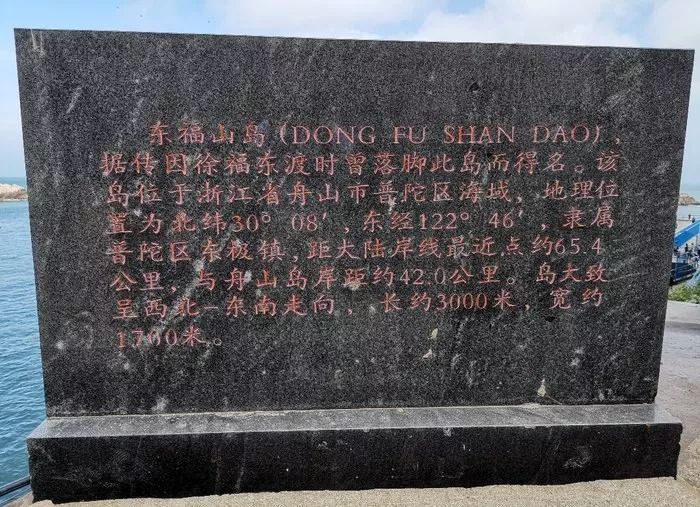 东福山岛(DONG FU SHAN DAO)，
据传因徐福东渡时曾落脚此岛而得名。该
岛位于浙江省舟山市普陀区海域，地理位
置为北纬30° 08′，东经122° 46′，隶属
普陀区东极镇，距大陆岸线最近点约65.4
公里，与舟山岛岸距约42.0公里。岛大致
呈西北-东南走向，长约3000米，宽约
1700米。